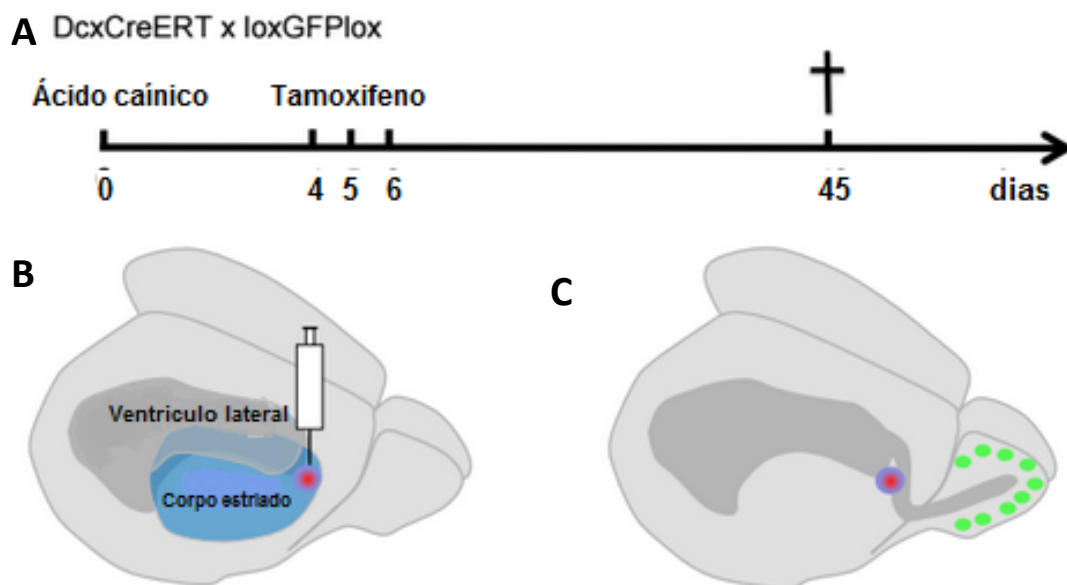 A DcxCreERT x loxGFPlox
Ácido caínico Tamoxifeno
0 4 5 6 45 dias
B
C
Ventriculo lateral
Corpo estriado